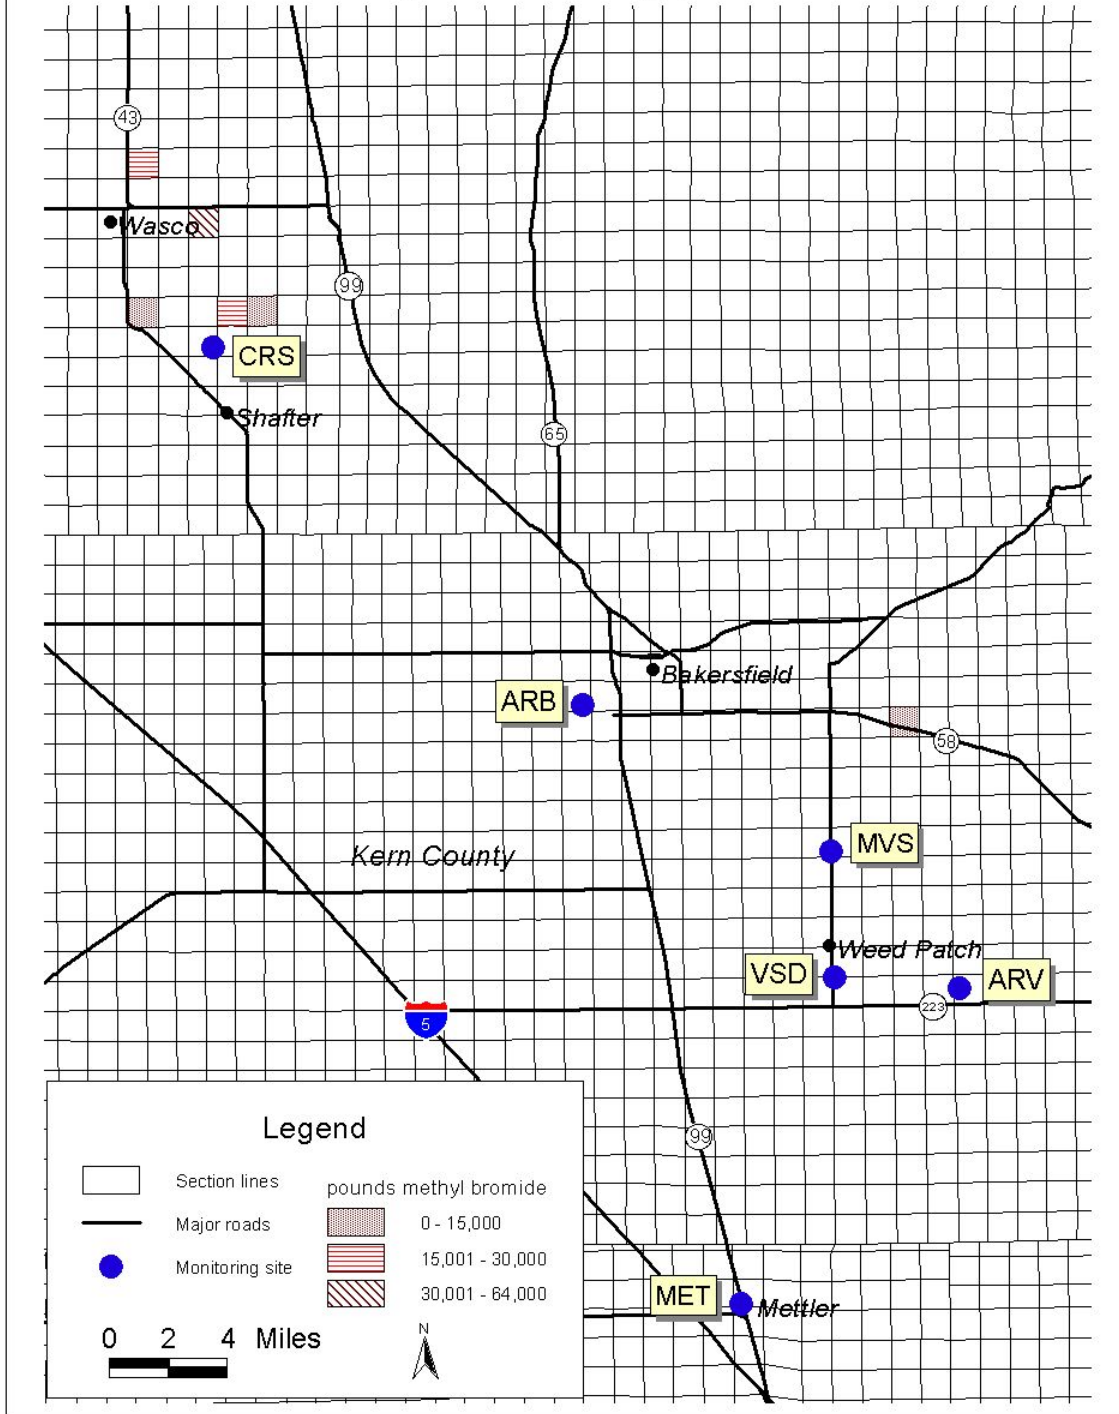 43
Wasco
99
CRS
Shafter
65
Bakersfield
ARB
58
MVS
Kern County
Weed Patch
VSD
ARV
223
5
Legend
99
Section lines
pounds methyl bromide
Major roads
0 - 15,000
15,001 - 30,000
Monitoring site
30,001 - 64,000
MET
Mettler
0 2 4 Miles
N